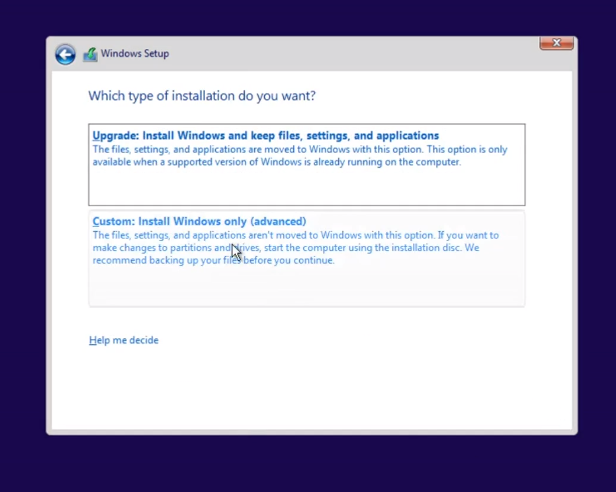 Windows Setup
Which type of installation do you want?
Upgrade: Install Windows and keep files, settings, and applications
The files, settings, and applications are moved to Windows with this option. This option is only
available when a supported version of Windows is already running on the computer.
Custom: Install Windows only (advanced)
The files, settings, and applications aren't moved to Windows with this option. If you want to
make changes to partitions and drives, start the computer using the installation disc. We
recommend backing up your files before you continue.
Help me decide